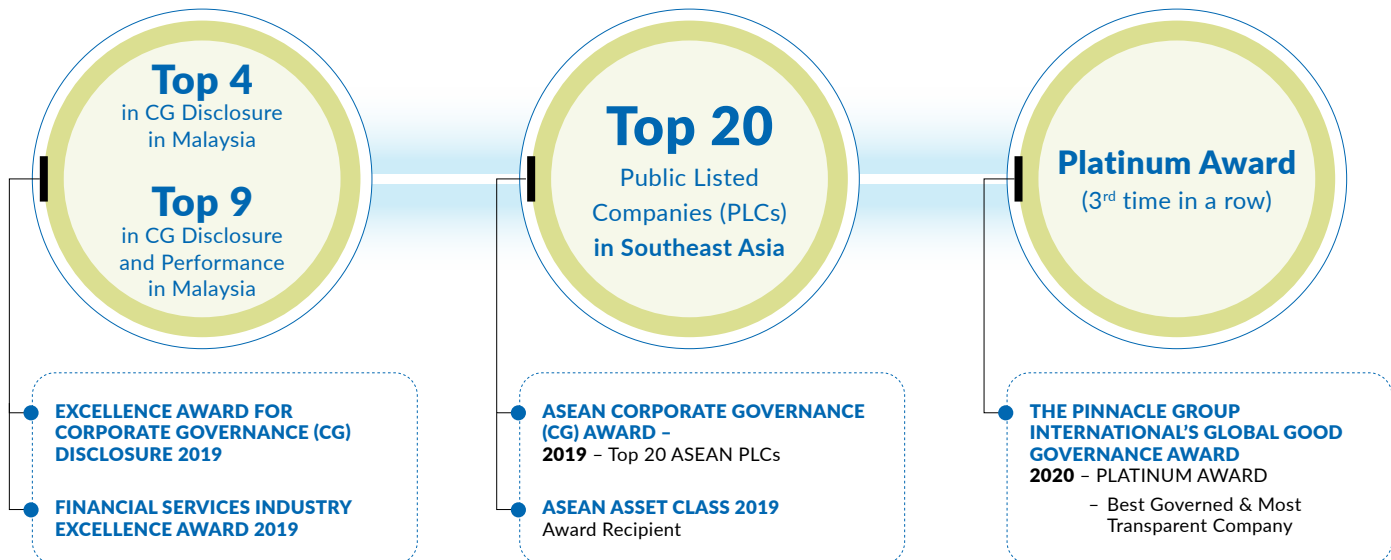 Top 4
in CG Disclosure
in Malaysia
Top 9
in CG Disclosure
and Performance
in Malaysia
EXCELLENCE AWARD FOR
CORPORATE GOVERNANCE (CG)
DISCLOSURE 2019
FINANCIAL SERVICES INDUSTRY
EXCELLENCE AWARD 2019
Top 20
Public Listed
Companies (PLCs)
in Southeast Asia
ASEAN CORPORATE GOVERNANCE
(CG) AWARD –
2019 – Top 20 ASEAN PLCs
ASEAN ASSET CLASS 2019
Award Recipient
Platinum Award
(3rd time in a row)
THE PINNACLE GROUP
INTERNATIONAL’S GLOBAL GOOD
GOVERNANCE AWARD
2020 – PLATINUM AWARD
– Best Governed & Most
Transparent Company